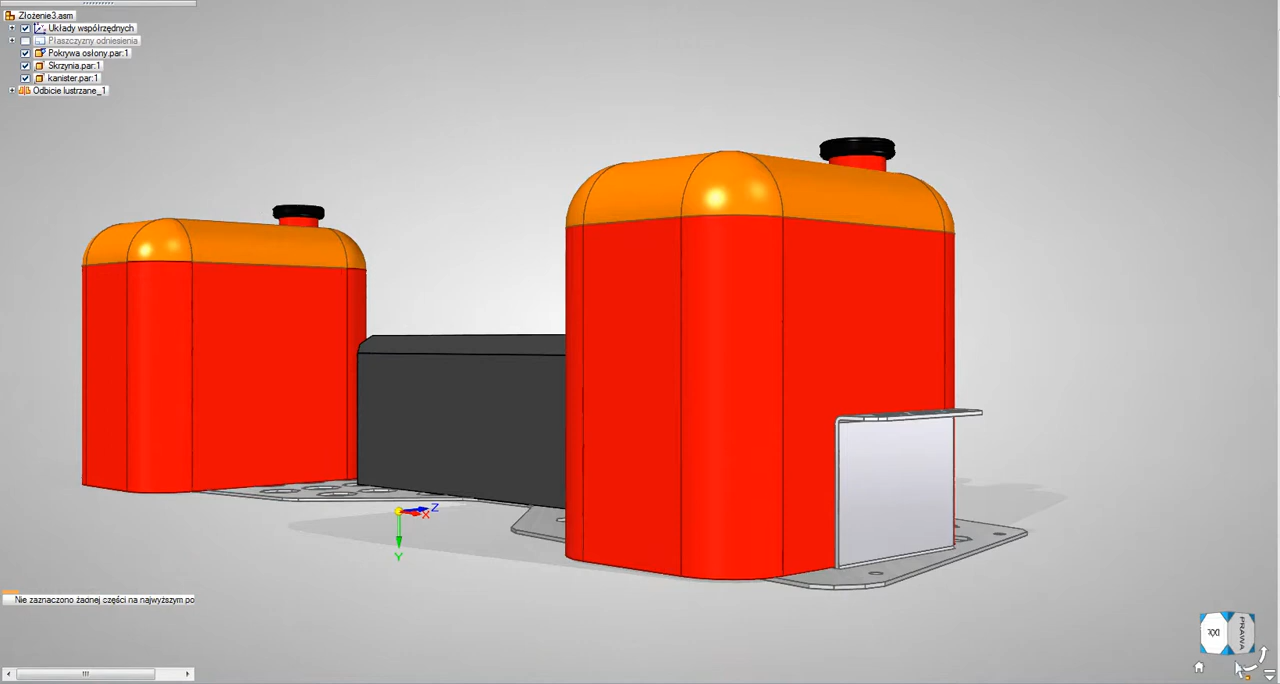 Złożenie3.asm
Układy współrzędnych
Płaszczyzny odniesienia
Pokrywa osłony.par:1
Skrzynia.par:1
kanister.par:1
Odbicie lustrzane_1
Z
X
Y
Nie zaznaczono żadnej części na najwyższym po
PRAWA